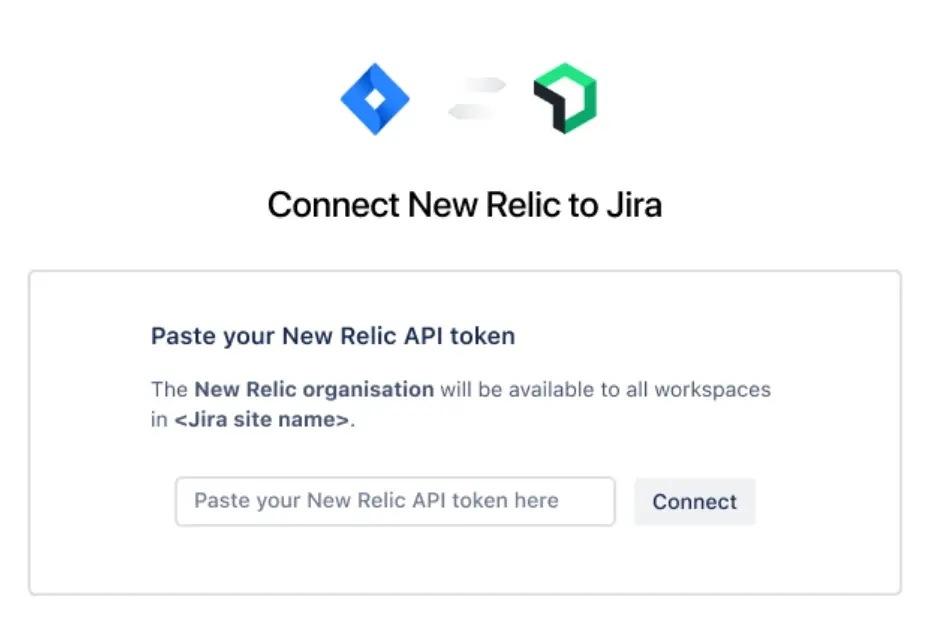 Connect New Relic to Jira
Paste your New Relic API token
The New Relic organisation will be available to all workspaces
in <Jira site name>.
Paste your New Relic API token here
Connect